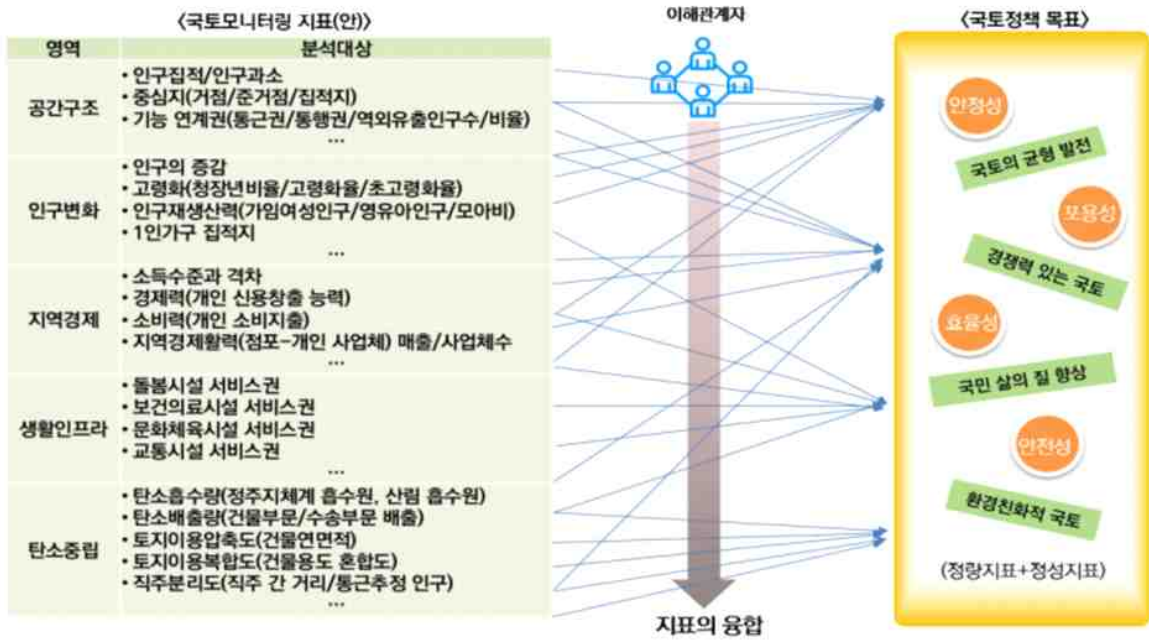 <국토모니터링 지표(안)>
영역 분석대상
공간구조
• 인구집적/인구과소
• 중심지(거점/준거점/집적지)
• 기능 연계권(통근권/통행권/역외유출인구수/비율)
...
인구변화
• 인구의 증감
• 고령화(청장년비율/고령화율/초고령화율)
• 인구재생산력(가임여성인구/영유아인구/모아비)
• 1인가구 집적지
...
지역경제
• 소득수준과 격차
• 경제력(개인 신용창출 능력)
• 소비력(개인 소비지출)
• 지역경제활력(점포-개인 사업체) 매출/사업체수
...
생활인프라
• 돌봄시설 서비스권
• 보건의료시설 서비스권
• 문화체육시설 서비스권
• 교통시설 서비스권
...
탄소중립
• 탄소흡수량(정주지체계 흡수원, 산림 흡수원)
• 탄소배출량(건물부문/수송부문 배출)
• 토지이용압축도(건물연면적)
• 토지이용복합도(건물용도 혼합도)
• 직주분리도(직주 간 거리/통근추정 인구)
...
이해관계자
지표의 융합
<국토정책 목표>
안정성
국토의 균형 발전
포용성
경쟁력 있는 국토
효율성
국민 삶의 질 향상
안전성
환경친화적 국토
(정량지표+정성지표)